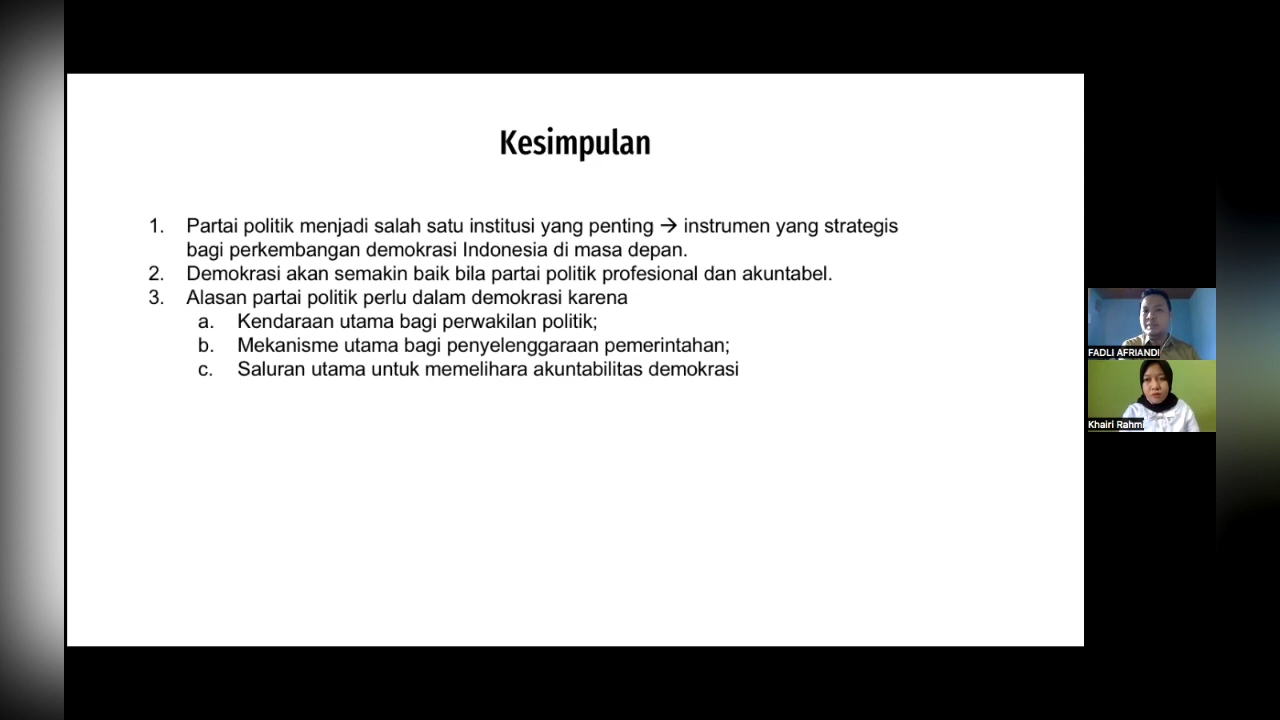 Kesimpulan
1. Partai politik menjadi salah satu institusi yang penting → instrumen yang strategis
bagi perkembangan demokrasi Indonesia di masa depan.
2. Demokrasi akan semakin baik bila partai politik profesional dan akuntabel.
3. Alasan partai politik perlu dalam demokrasi karena
a. Kendaraan utama bagi perwakilan politik;
b. Mekanisme utama bagi penyelenggaraan pemerintahan;
c. Saluran utama untuk memelihara akuntabilitas demokrasi
FADLI AFRIANDI
Khairi Rahmi